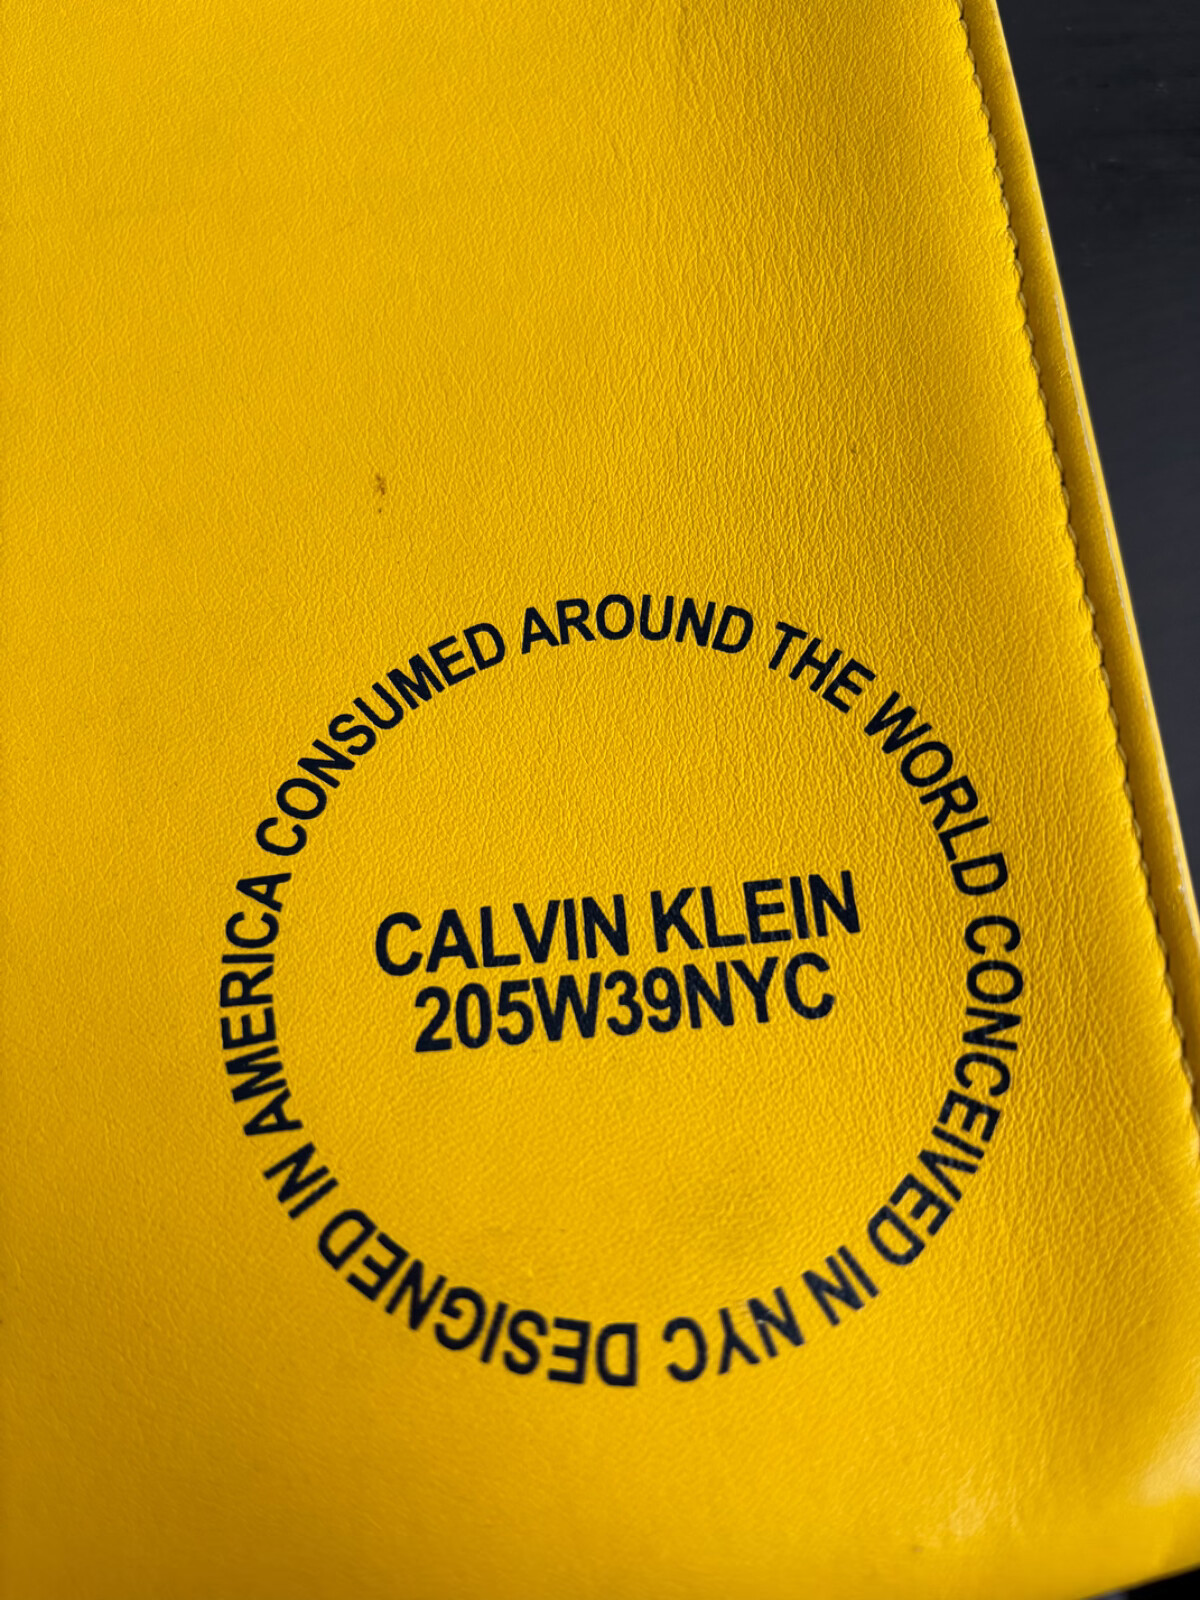 CONCEIVED IN NYC DESIGNED IN AMERICA CONSUMED AROUND THE WORLD
CALVIN KLEIN
205W39NYC